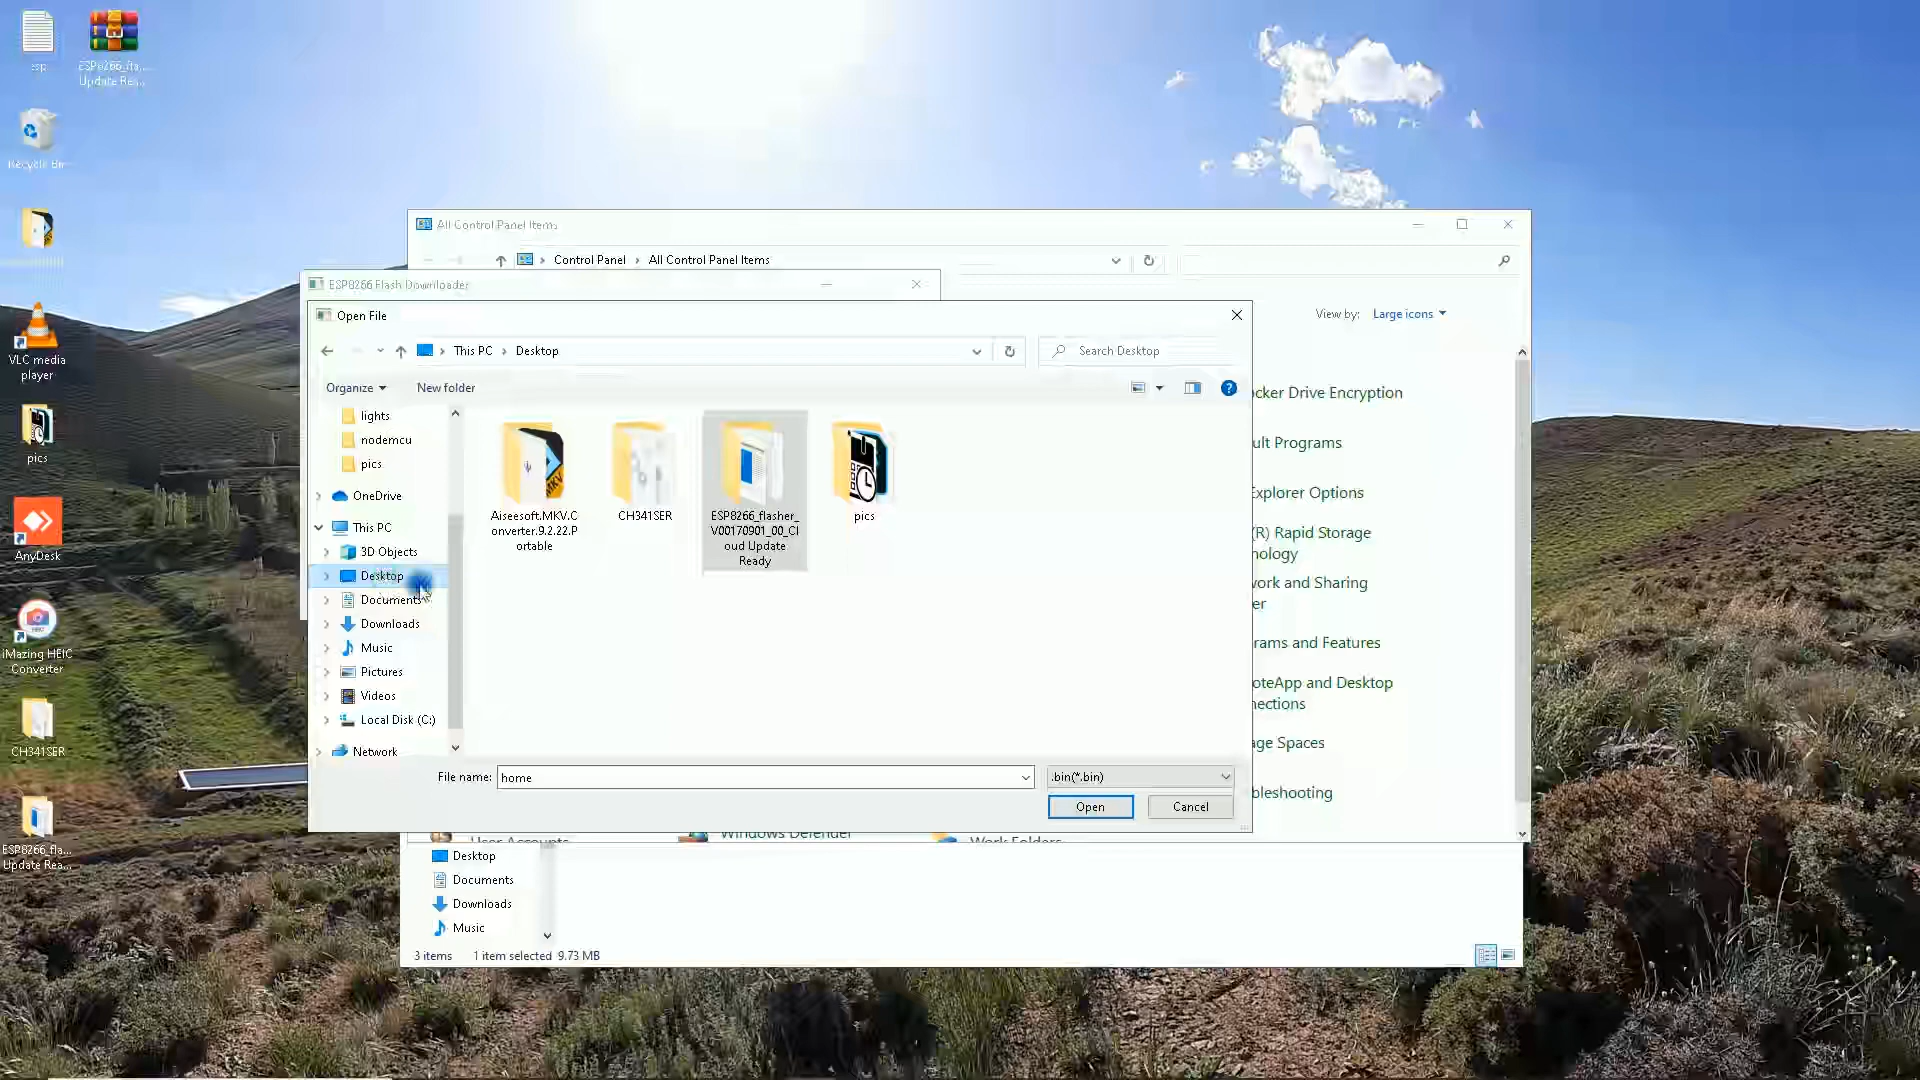 esp
ESP8266_fla...
Update Rea...
Recycle Bin
VLC media
player
pics
AnyDesk
iMazing HEIC
Converter
CH341SER
ESP8266_fla...
Update Rea...
All Control Panel Items
Control Panel › All Control Panel Items
View by: Large icons
ESP8266 Flash Downloader
Open File
This PC › Desktop
Search Desktop
Organize
New folder
lights
nodemcu
pics
OneDrive
This PC
3D Objects
Desktop
Documents
Downloads
Music
Pictures
Videos
Local Disk (C:)
Network
Aiseesoft.MKV.C
onverter.9.2.22.P
ortable
CH341SER
ESP8266_flasher_
V00170901_00_Cl
oud Update
Ready
pics
File name: home
.bin(*.bin)
Open
Cancel
ocker Drive Encryption
ult Programs
Explorer Options
(R) Rapid Storage
nology
work and Sharing
er
rams and Features
oteApp and Desktop
nections
age Spaces
bleshooting
User Accounts
Windows Defender
Work Folders
Desktop
Documents
Downloads
Music
3 items
1 item selected 9.73 MB